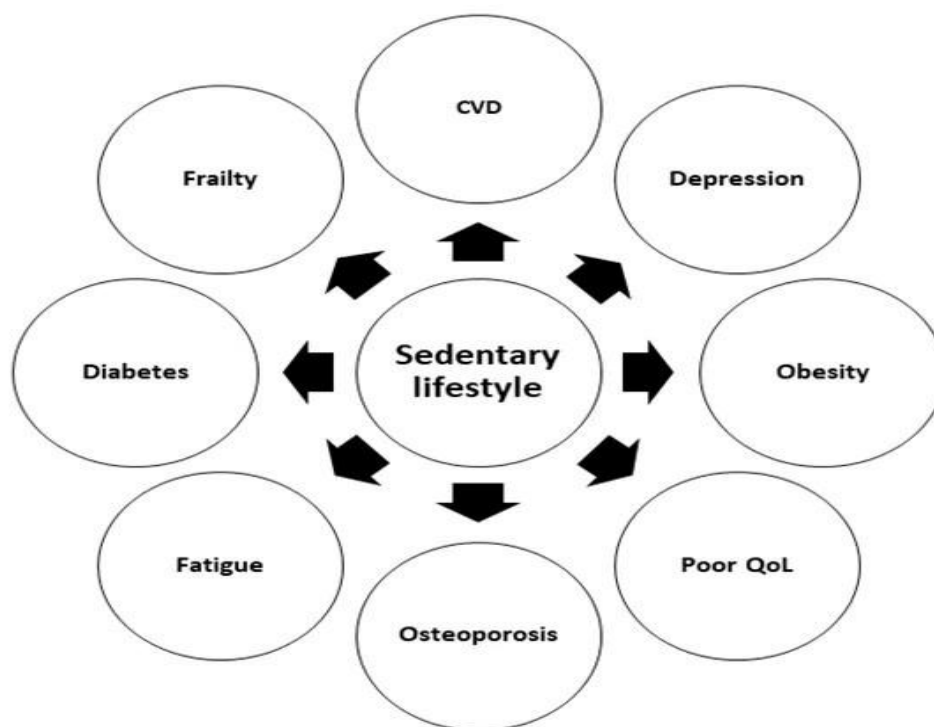 CVD
Frailty
Depression
Sedentary
lifestyle
Diabetes
Obesity
Fatigue
Poor QoL
Osteoporosis